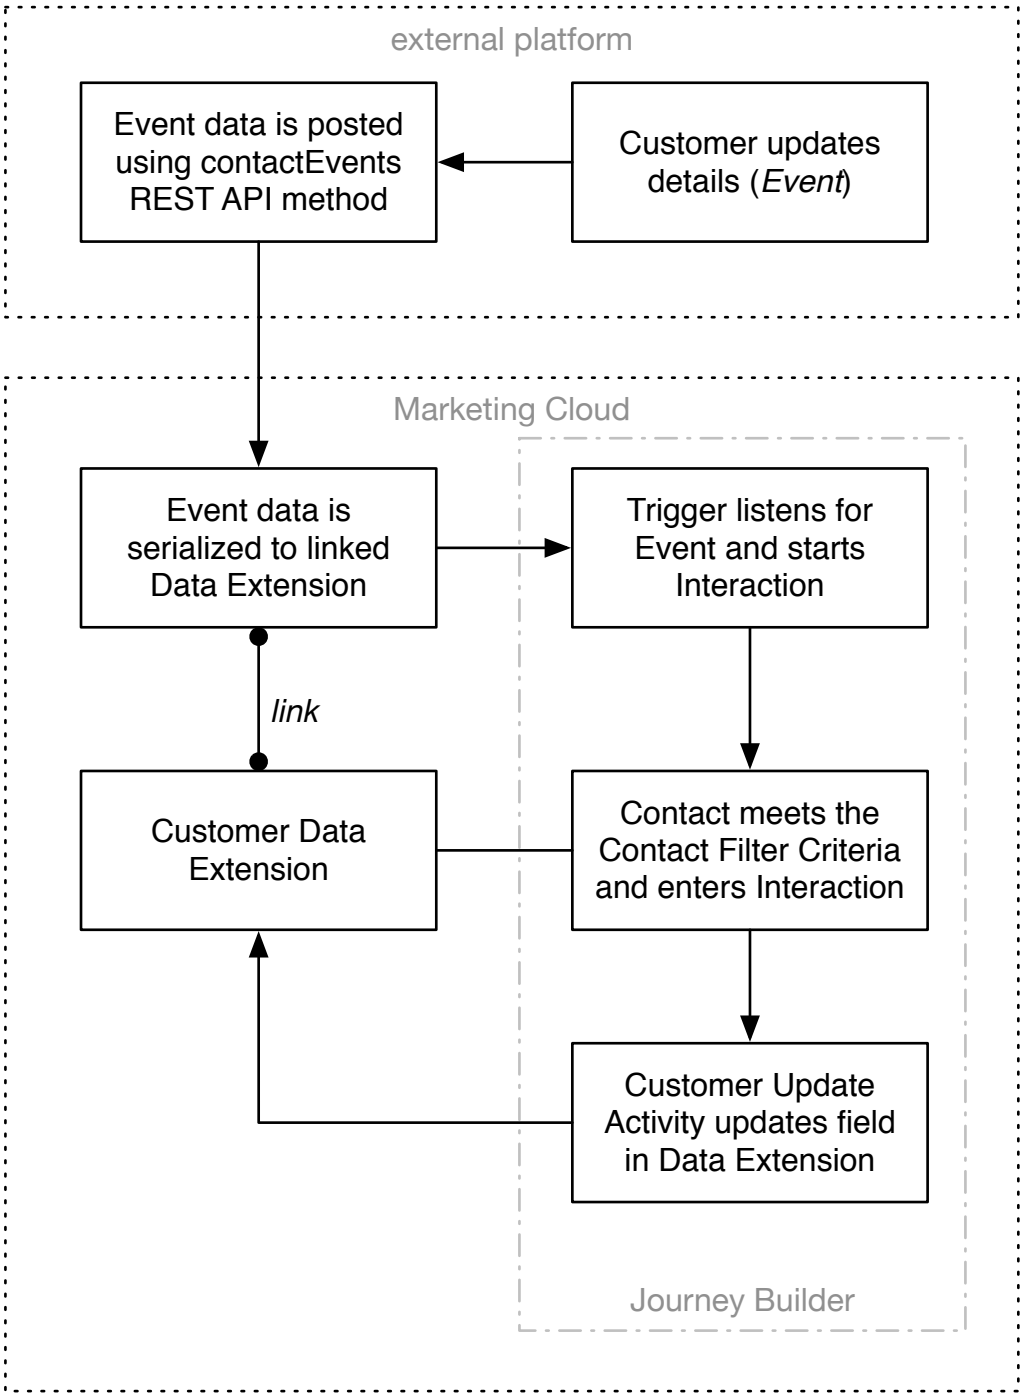 external platform
Event data is posted
using contactEvents
REST API method
Customer updates
details (Event)
Marketing Cloud
Event data is
serialized to linked
Data Extension
Trigger listens for
Event and starts
Interaction
link
Customer Data
Extension
Contact meets the
Contact Filter Criteria
and enters Interaction
Customer Update
Activity updates field
in Data Extension
Journey Builder